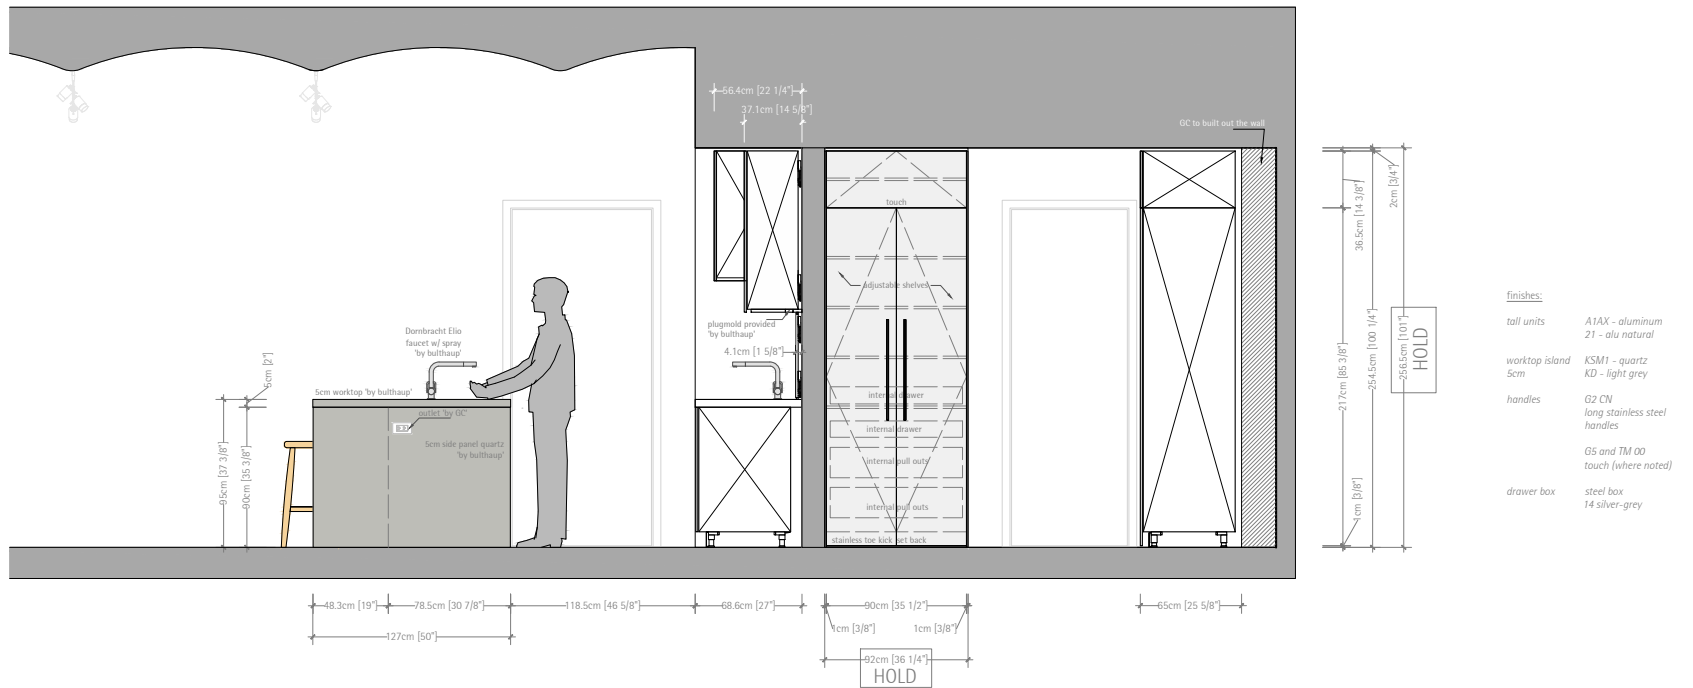 56.4cm [22 1/4"]
37.1cm [14 5/8"]
GC to built out the wall
touch
adjustable shelves
plugmold provided
'by bulthaup'
4.1cm [1 5/8"]
Dornbracht Elio
faucet w/ spray
'by bulthaup'
5cm worktop 'by bulthaup'
outlet 'by GC'
5cm side panel quartz
'by bulthaup'
5cm [2"]
95cm [37 3/8"]
90cm [35 3/8"]
internal drawer
internal drawer
internal pull outs
internal pull outs
stainless toe kick set back
2cm [3/4"]
36.5cm [14 3/8"]
217cm [85 3/8"]
254.5cm [100 1/4"]
256.5cm [101"]
HOLD
1cm [3/8"]
finishes:
tall units A1AX - aluminum
21 - alu natural
worktop island KSM1 - quartz
5cm KD - light grey
handles G2 CN
long stainless steel
handles
G5 and TM 00
touch (where noted)
drawer box steel box
14 silver-grey
48.3cm [19"]
78.5cm [30 7/8"]
118.5cm [46 5/8"]
68.6cm [27"]
90cm [35 1/2"]
65cm [25 5/8"]
1cm [3/8"]
1cm [3/8"]
127cm [50"]
92cm [36 1/4"]
HOLD